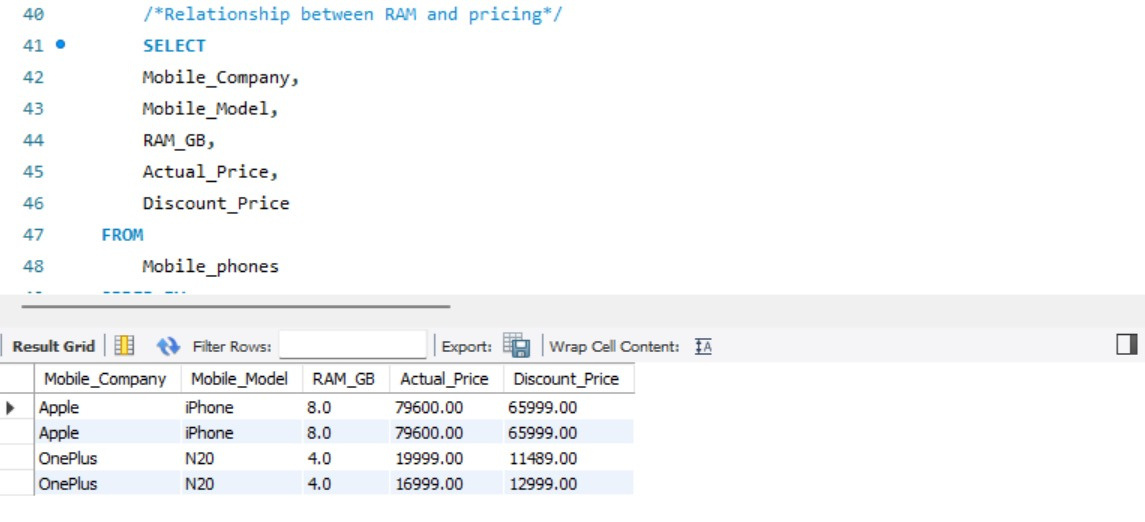 40 /*Relationship between RAM and pricing*/
41 SELECT
42 Mobile_Company,
43 Mobile_Model,
44 RAM_GB,
45 Actual_Price,
46 Discount_Price
47 FROM
48 Mobile_phones
Result Grid Filter Rows: Export: Wrap Cell Content:
Mobile_Company Mobile_Model RAM_GB Actual_Price Discount_Price
Apple iPhone 8.0 79600.00 65999.00
Apple iPhone 8.0 79600.00 65999.00
OnePlus N20 4.0 19999.00 11489.00
OnePlus N20 4.0 16999.00 12999.00